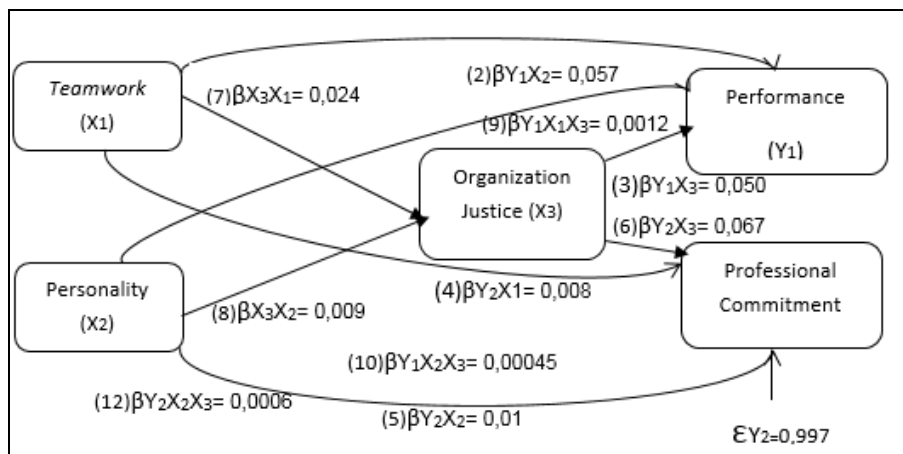 Teamwork
(X1)
(7)βX3X1= 0,024
(2)βY1X2= 0,057
(9)βY1X1X3= 0,0012
Performance
(Y1)
Organization
Justice (X3)
(3)βY1X3= 0,050
(6)βY2X3= 0,067
Personality
(X2)
(8)βX3X2= 0,009
(4)βY2X1= 0,008
Professional
Commitment
(10)βY1X2X3= 0,00045
(12)βY2X2X3= 0,0006
(5)βY2X2= 0,01
εY2=0,997